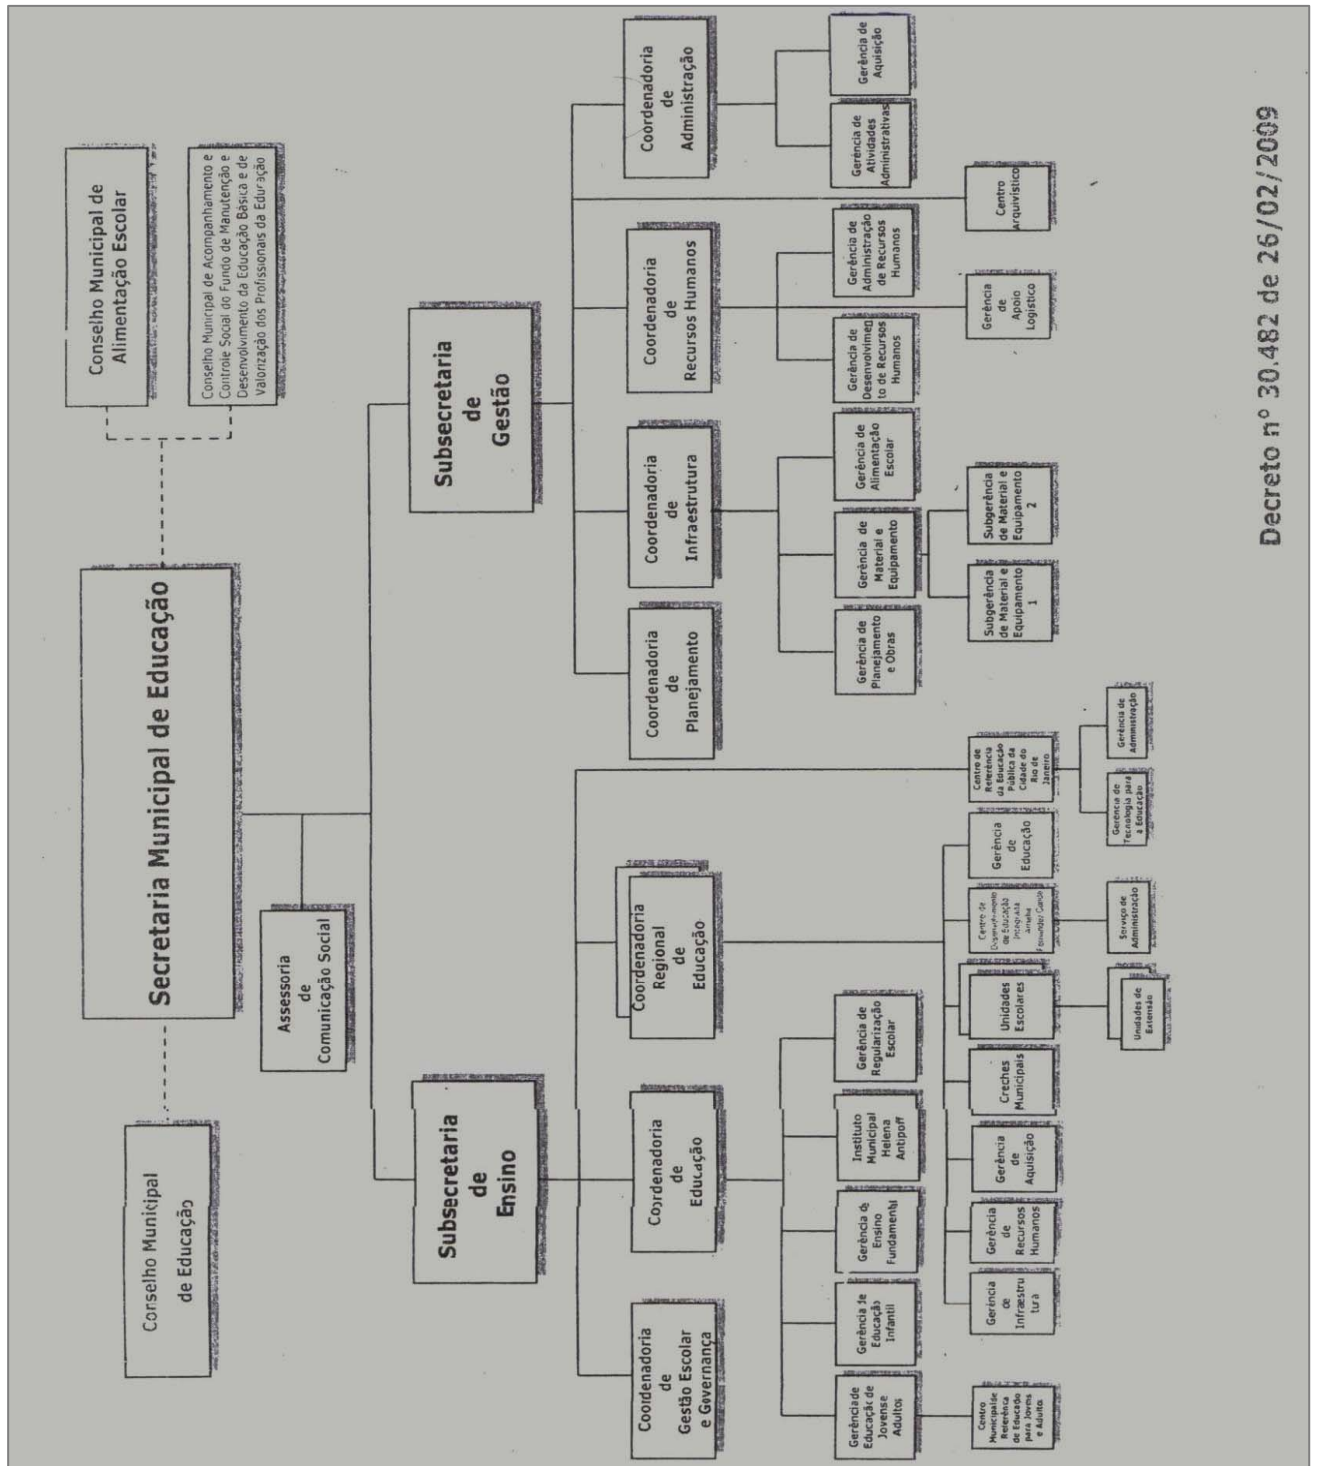 Conselho Municipal de
Alimentação Escolar
Conselho Municipal de Acompanhamento e
Controle Social do Fundo de Manutenção e
Desenvolvimento da Educação Básica e de
Valorização dos Profissionais da Educação
Secretaria Municipal de Educação
Conselho Municipal
de Educação
Assessoria
de
Comunicação Social
Subsecretaria
de
Ensino
Subsecretaria
de
Gestão
Coordenadoria
de
Gestão Escolar
e Governança
Coordenadoria
de
Educação
Coordenadoria
Regional
de
Educação
Coordenadoria
de
Planejamento
Coordenadoria
de
Infraestrutura
Coordenadoria
de
Recursos Humanos
Coordenadoria
de
Administração
Gerência de
Educação de
Jovens e
Adultos
Gerência de
Educação
Infantil
Gerência de
Ensino
Fundamental
Instituto
Municipal
Helena
Antipoff
Gerência de
Regularização
Escolar
Gerência de
Planejamento
e Obras
Gerência de
Material e
Equipamento
Gerência de
Alimentação
Escolar
Gerência de
Desenvolvimen
to de Recursos
Humanos
Gerência de
Administração
de Recursos
Humanos
Gerência de
Atividades
Administrativas
Gerência de
Aquisição
Centro
Municipal de
Referência
de Educação
para Jovens
e Adultos
Gerência
de
Infraestru
tura
Gerência
de
Recursos
Humanos
Gerência
de
Aquisição
Creches
Municipais
Unidades
Escolares
Centro de
Desenvolvimento
de Educação
Integrada
Gerência
de
Educação
Centro de
Referência
da Educação
Pública da
Cidade do
Rio de
Janeiro
Subgerência
de Material e
Equipamento
1
Subgerência
de Material e
Equipamento
2
Gerência
de
Apoio
Logístico
Centro
Arquivístico
Unidades de
Extensão
Serviço de
Administração
Gerência de
Tecnologia para
a Educação
Gerência de
Administração
Decreto nº 30.482 de 26/02/2009